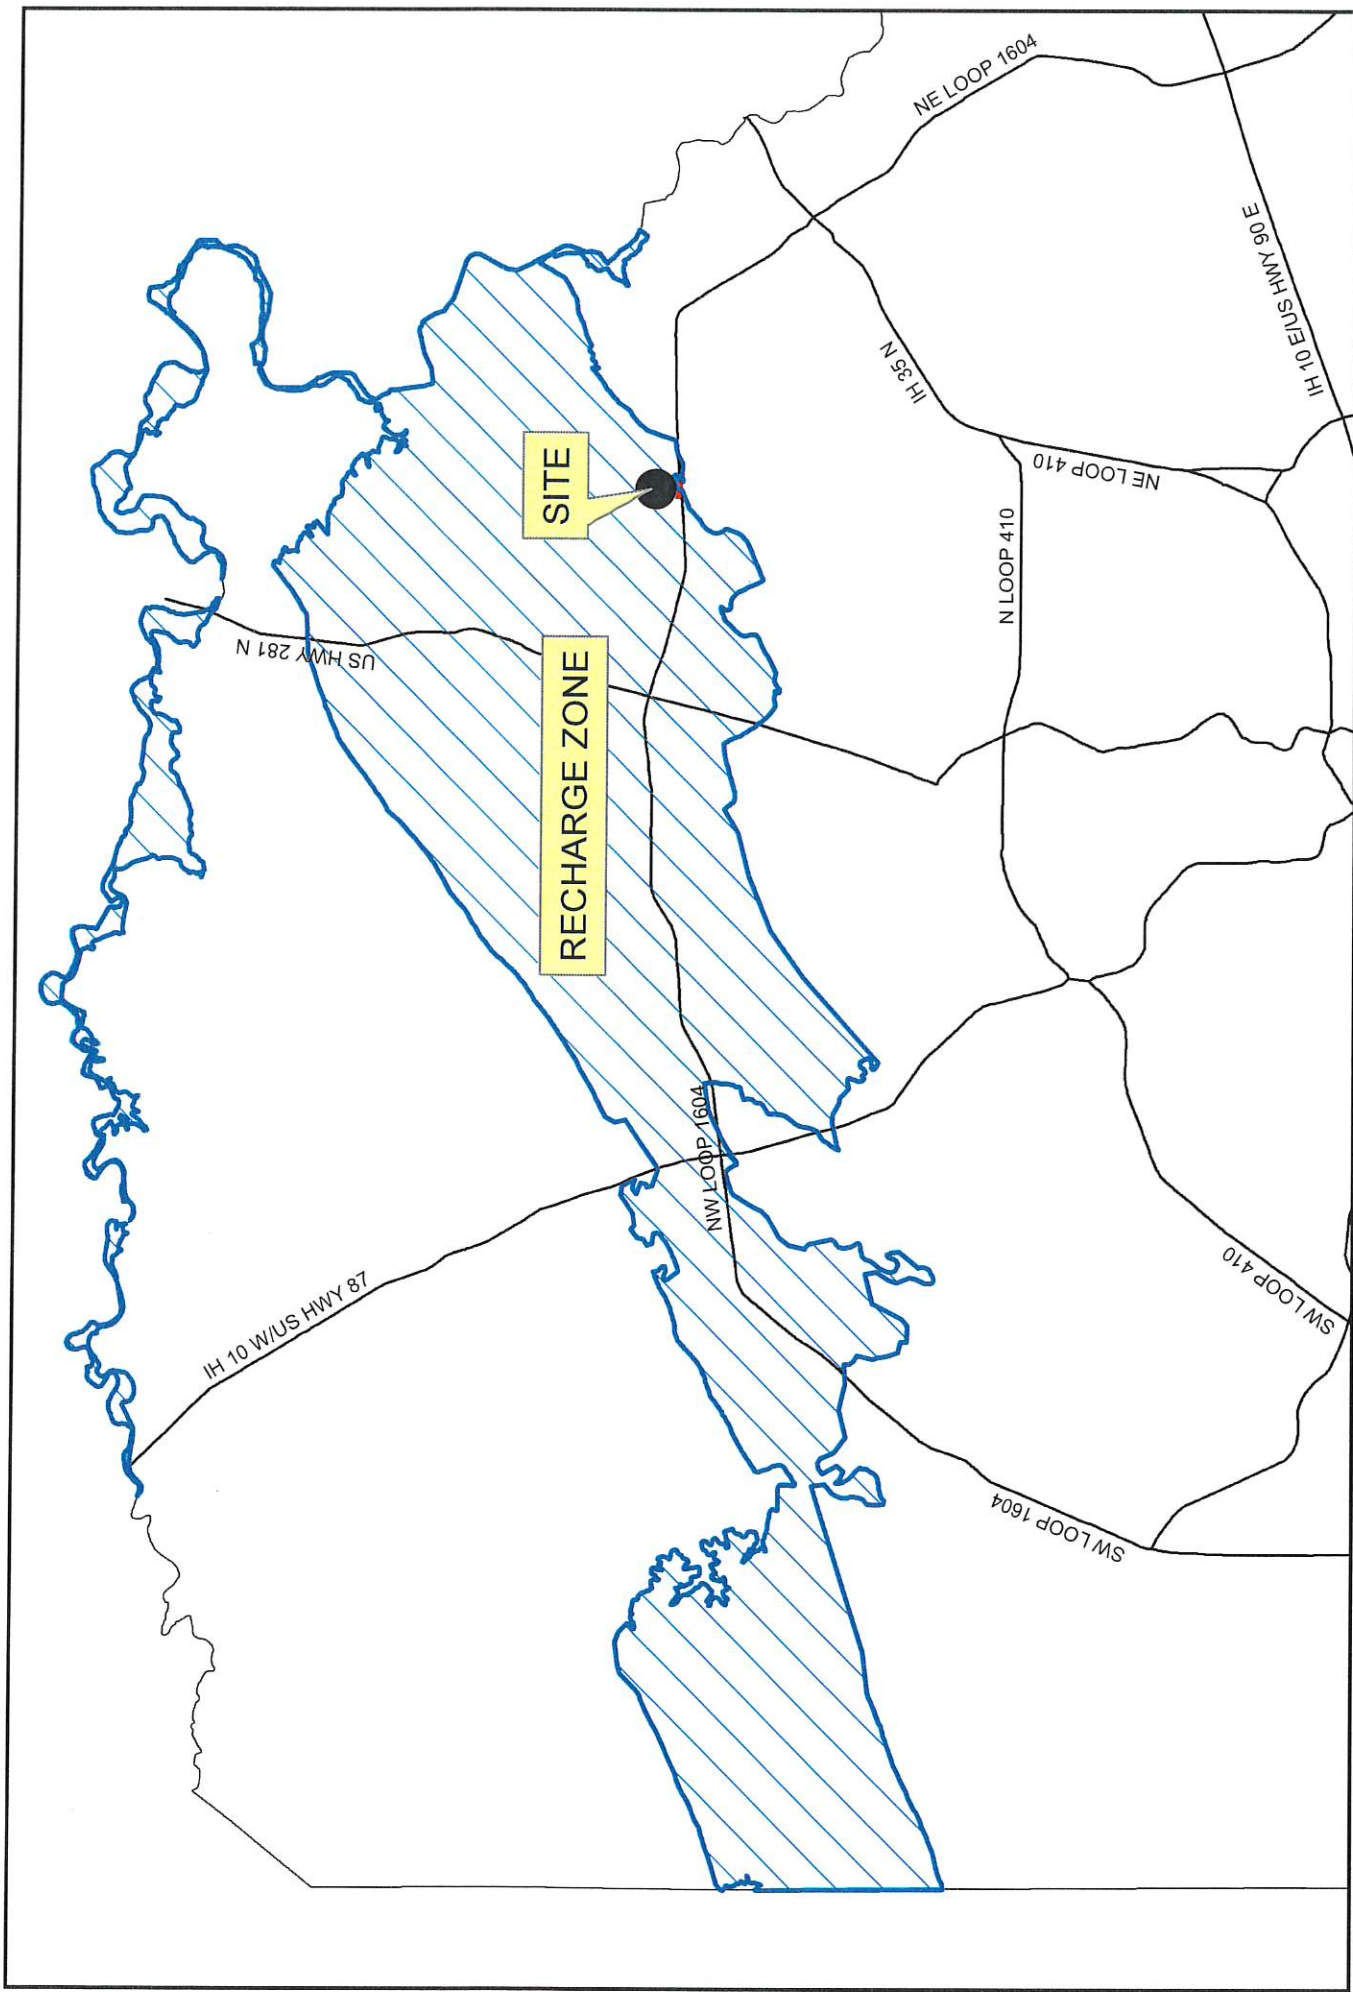 US HWY 281 N
IH 10 W/US HWY 87
RECHARGE ZONE
SITE
NW LOOP 1604
NE LOOP 1604
IH 35 N
NE LOOP 410
N LOOP 410
IH 10 E/US HWY 90 E
SW LOOP 1604
SW LOOP 410